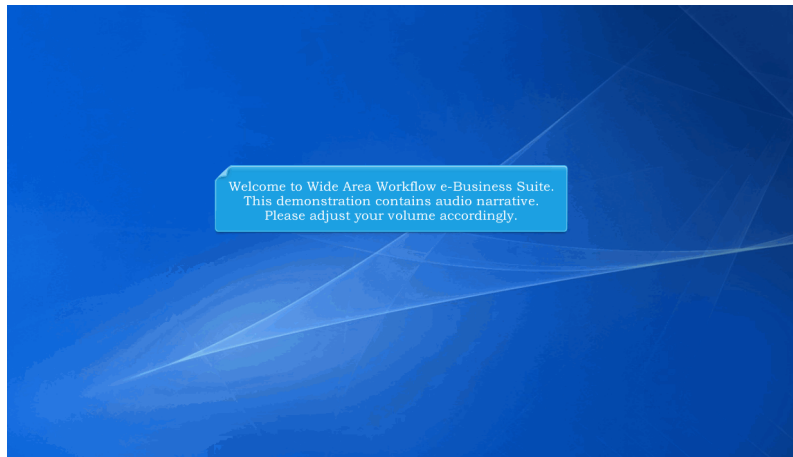 Welcome to Wide Area Workflow e-Business Suite.
This demonstration contains audio narrative.
Please adjust your volume accordingly.